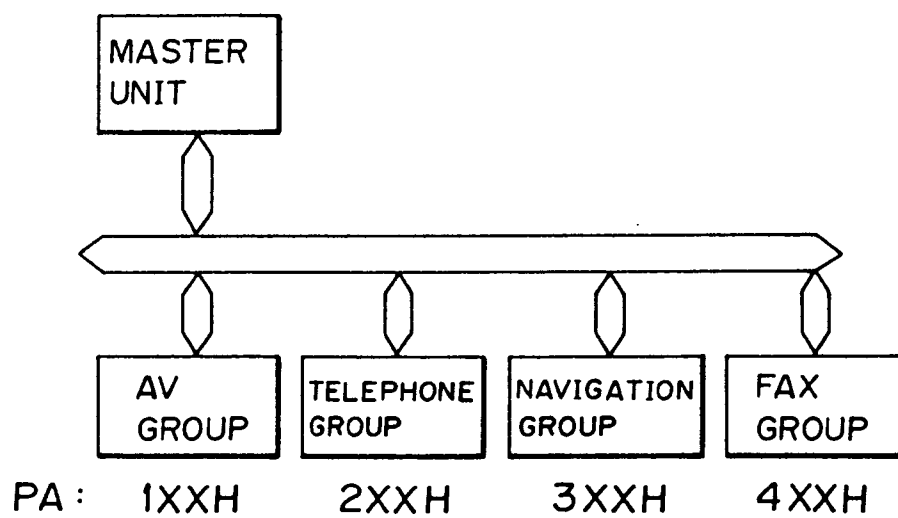 MASTER
UNIT
AV
GROUP
TELEPHONE
GROUP
NAVIGATION
GROUP
FAX
GROUP
PA : 1XXH 2XXH 3XXH 4XXH